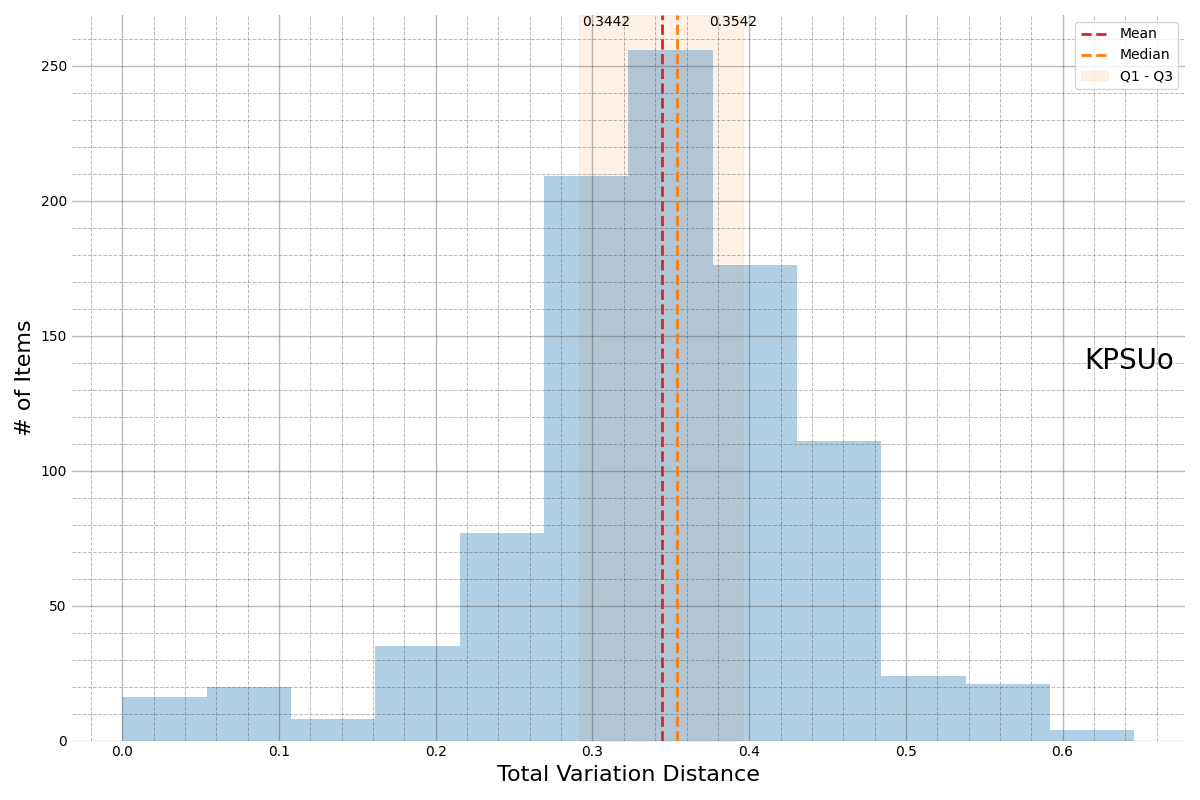 0.3442 0.3542
Mean
Median
Q1 - Q3
250
200
150
100
50
0
# of Items
KPSUo
0.0 0.1 0.2 0.3 0.4 0.5 0.6
Total Variation Distance